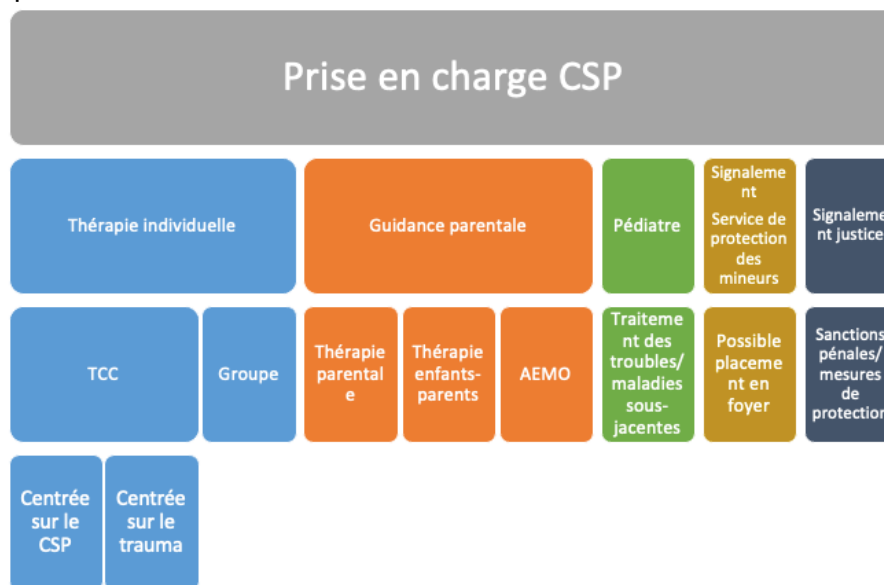 Prise en charge CSP
Thérapie individuelle
Guidance parentale
Pédiatre
Signaleme
nt
Service de
protection
des
mineurs
Signaleme
nt justice
TCC
Groupe
Thérapie
parental
e
Thérapie
enfants-
parents
AEMO
Traiteme
nt des
troubles/
maladies
sous-
jacentes
Possible
placeme
nt en
foyer
Sanctions
pénales/
mesures
de
protection
Centrée
sur le
CSP
Centrée
sur le
trauma